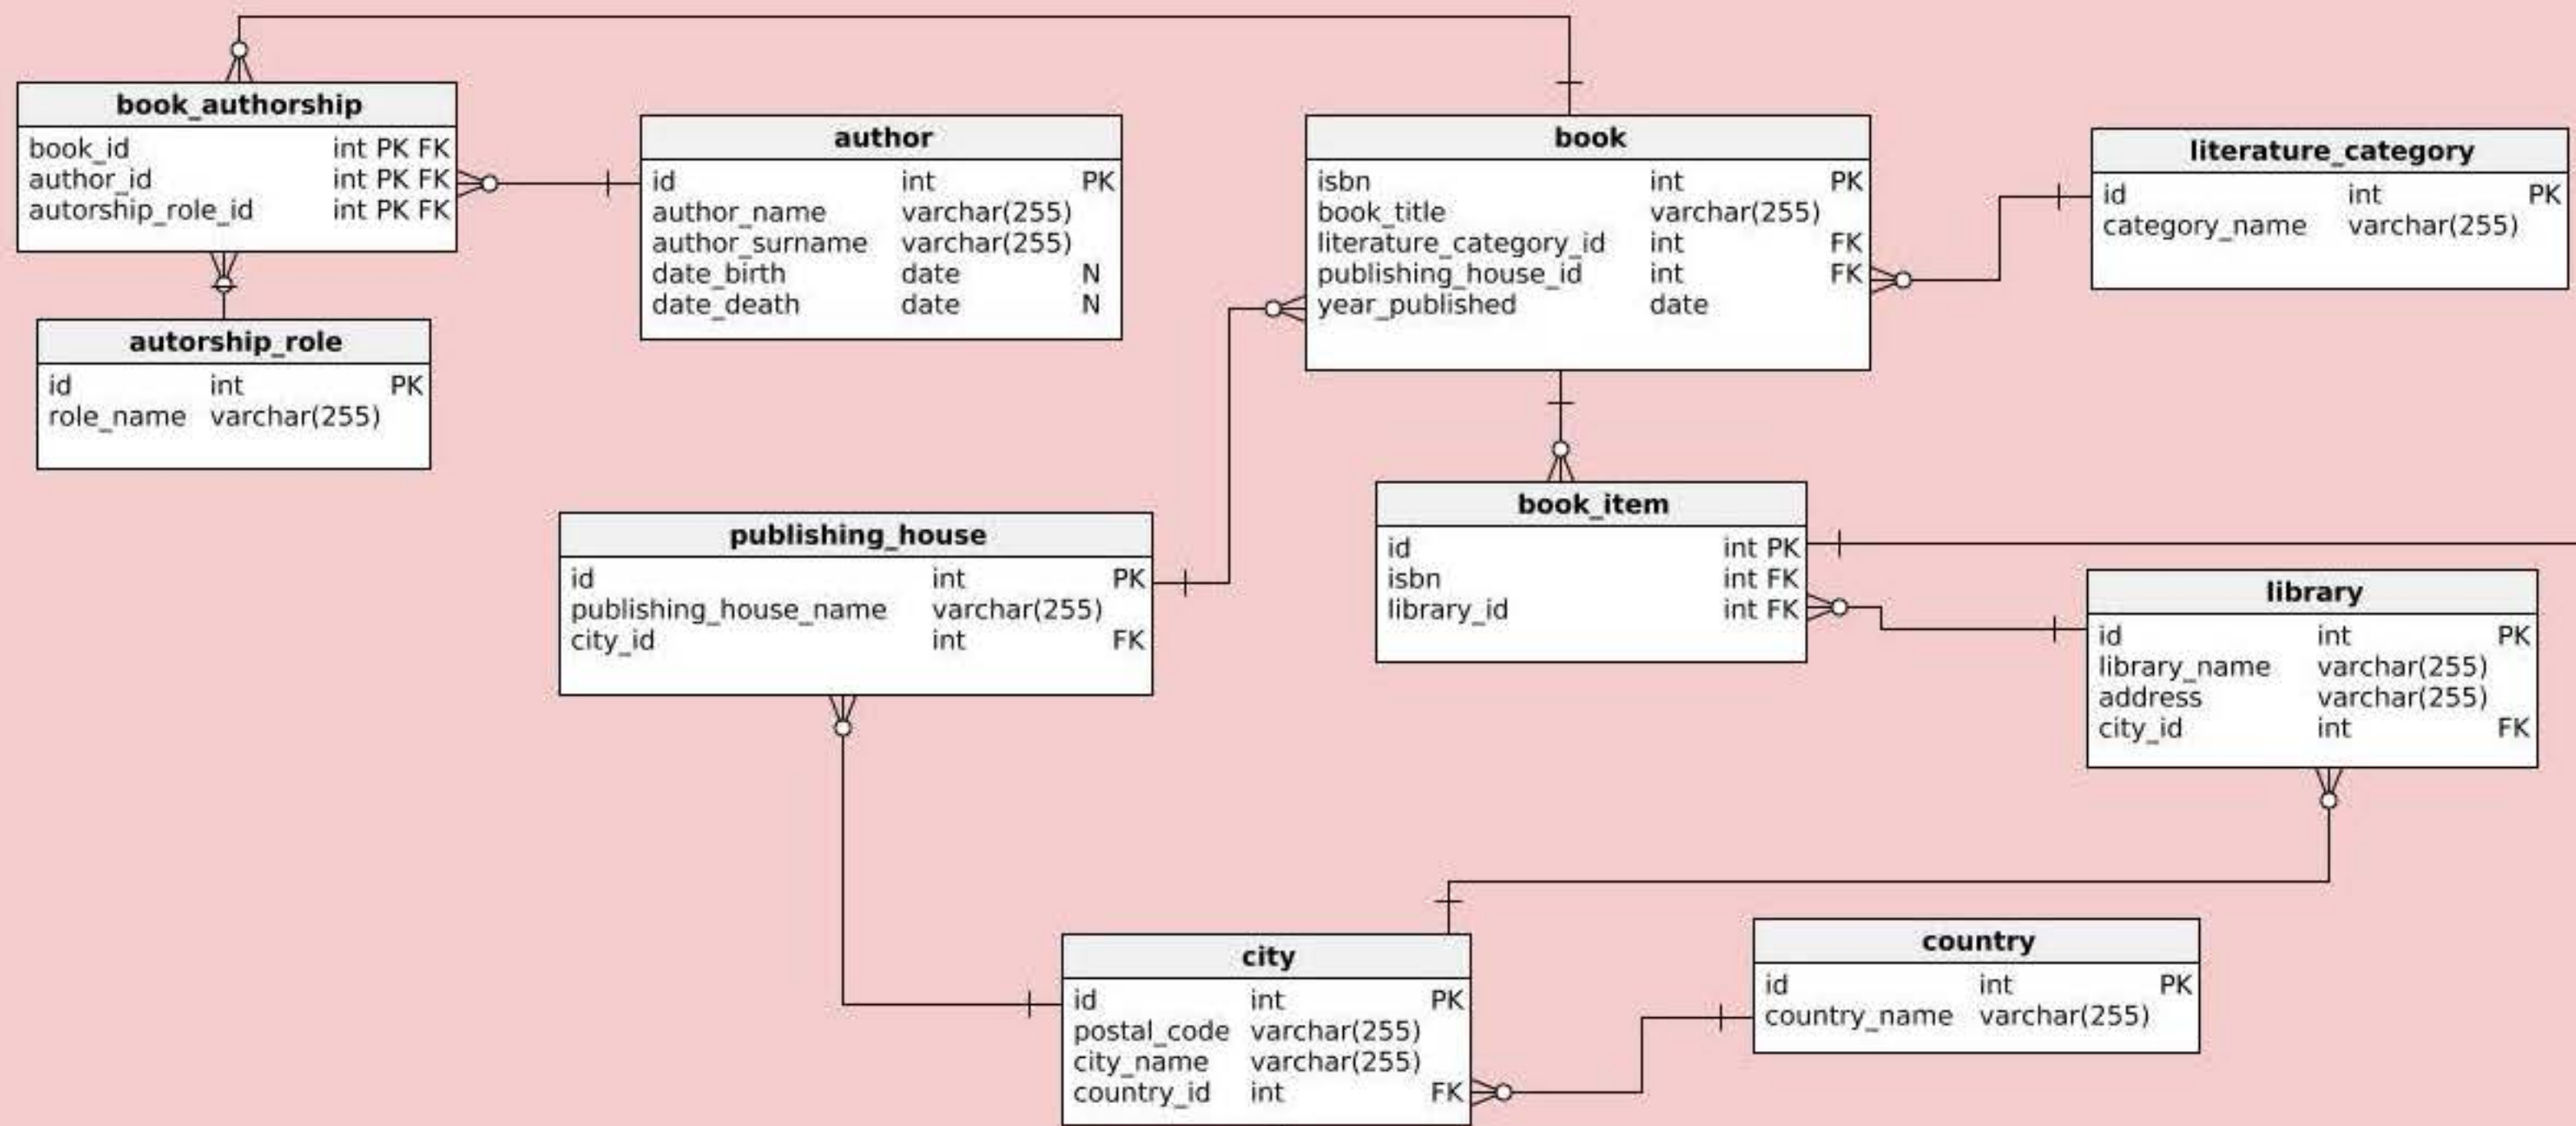 book_authorship
book_id int PK FK
author_id int PK FK
autorship_role_id int PK FK
author
id int PK
author_name varchar(255)
author_surname varchar(255)
date_birth date N
date_death date N
book
isbn int PK
book_title varchar(255)
literature_category_id int FK
publishing_house_id int FK
year_published date
literature_category
id int PK
category_name varchar(255)
autorship_role
id int PK
role_name varchar(255)
publishing_house
id int PK
publishing_house_name varchar(255)
city_id int FK
book_item
id int PK
isbn int FK
library_id int FK
library
id int PK
library_name varchar(255)
address varchar(255)
city_id int FK
city
id int PK
postal_code varchar(255)
city_name varchar(255)
country_id int FK
country
id int PK
country_name varchar(255)